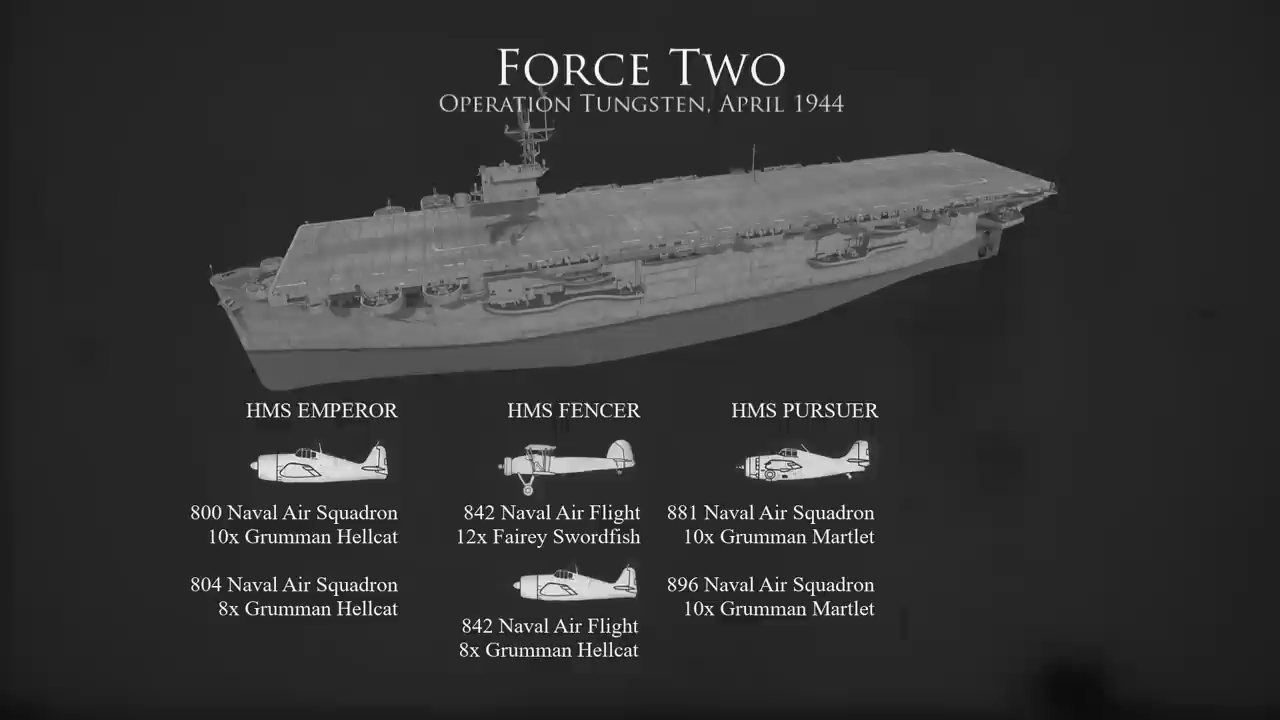 Force Two
Operation Tungsten, April 1944
HMS EMPEROR
800 Naval Air Squadron
10x Grumman Hellcat
804 Naval Air Squadron
8x Grumman Hellcat
HMS FENCER
842 Naval Air Flight
12x Fairey Swordfish
842 Naval Air Flight
8x Grumman Hellcat
HMS PURSUER
881 Naval Air Squadron
10x Grumman Martlet
896 Naval Air Squadron
10x Grumman Martlet